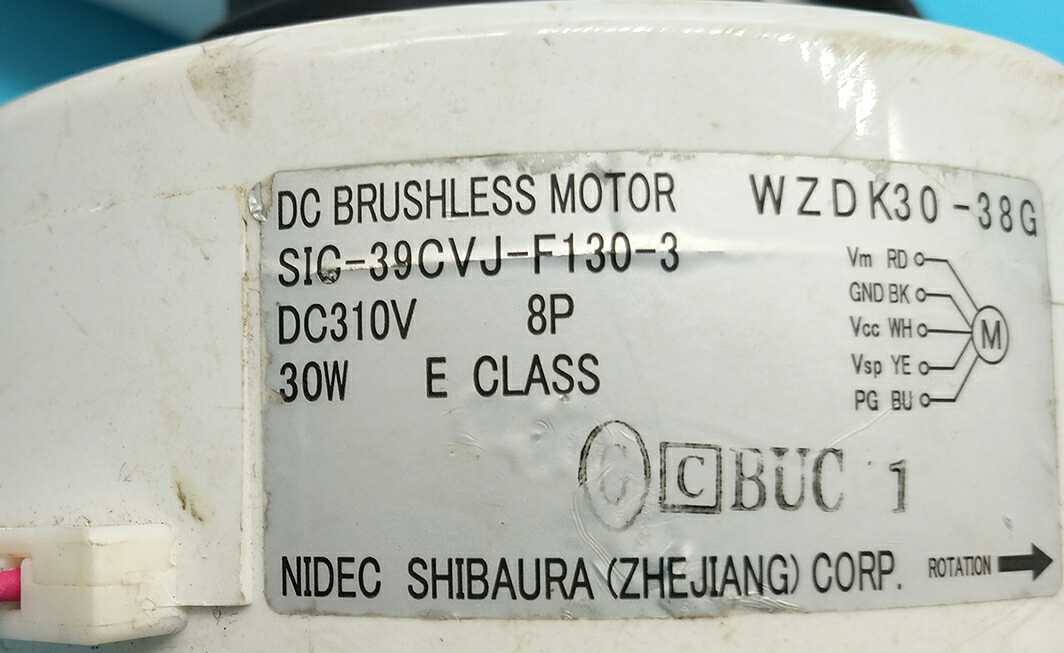 DC BRUSHLESS MOTOR WZDK30-38G
SIC-39CVJ-F130-3
DC310V 8P
30W E CLASS
Vm RD
GND BK
Vcc WH
Vsp YE
PG BU
M
G C BUC 1
NIDEC SHIBAURA (ZHEJIANG) CORP. ROTATION